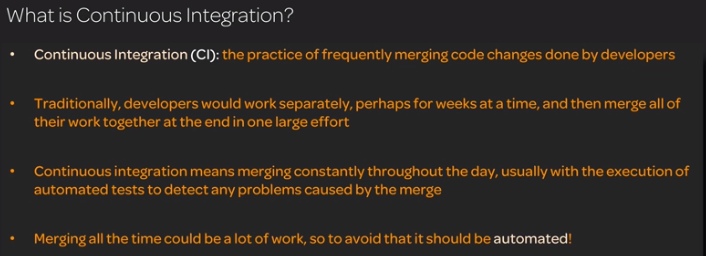 What is Continuous Integration?
• Continuous Integration (CI): the practice of frequently merging code changes done by developers
• Traditionally, developers would work separately, perhaps for weeks at a time, and then merge all of
their work together at the end in one large effort
• Continuous integration means merging constantly throughout the day, usually with the execution of
automated tests to detect any problems caused by the merge
• Merging all the time could be a lot of work, so to avoid that it should be automated!